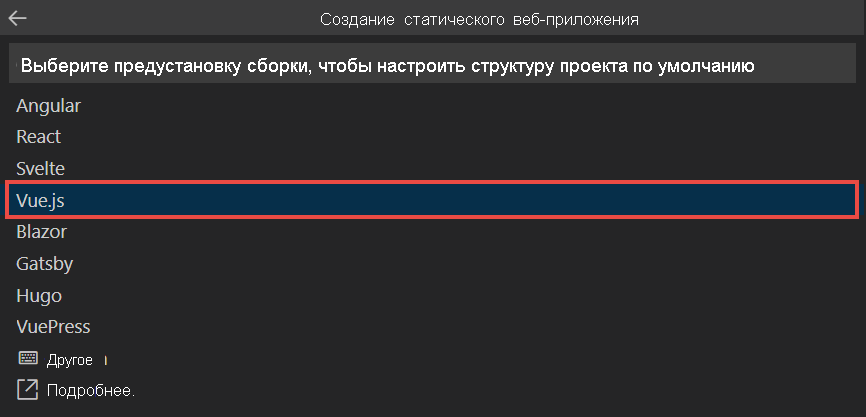 Создание статического веб-приложения
Выберите предустановку сборки, чтобы настроить структуру проекта по умолчанию
Angular
React
Svelte
Vue.js
Blazor
Gatsby
Hugo
VuePress
Другое
Подробнее.